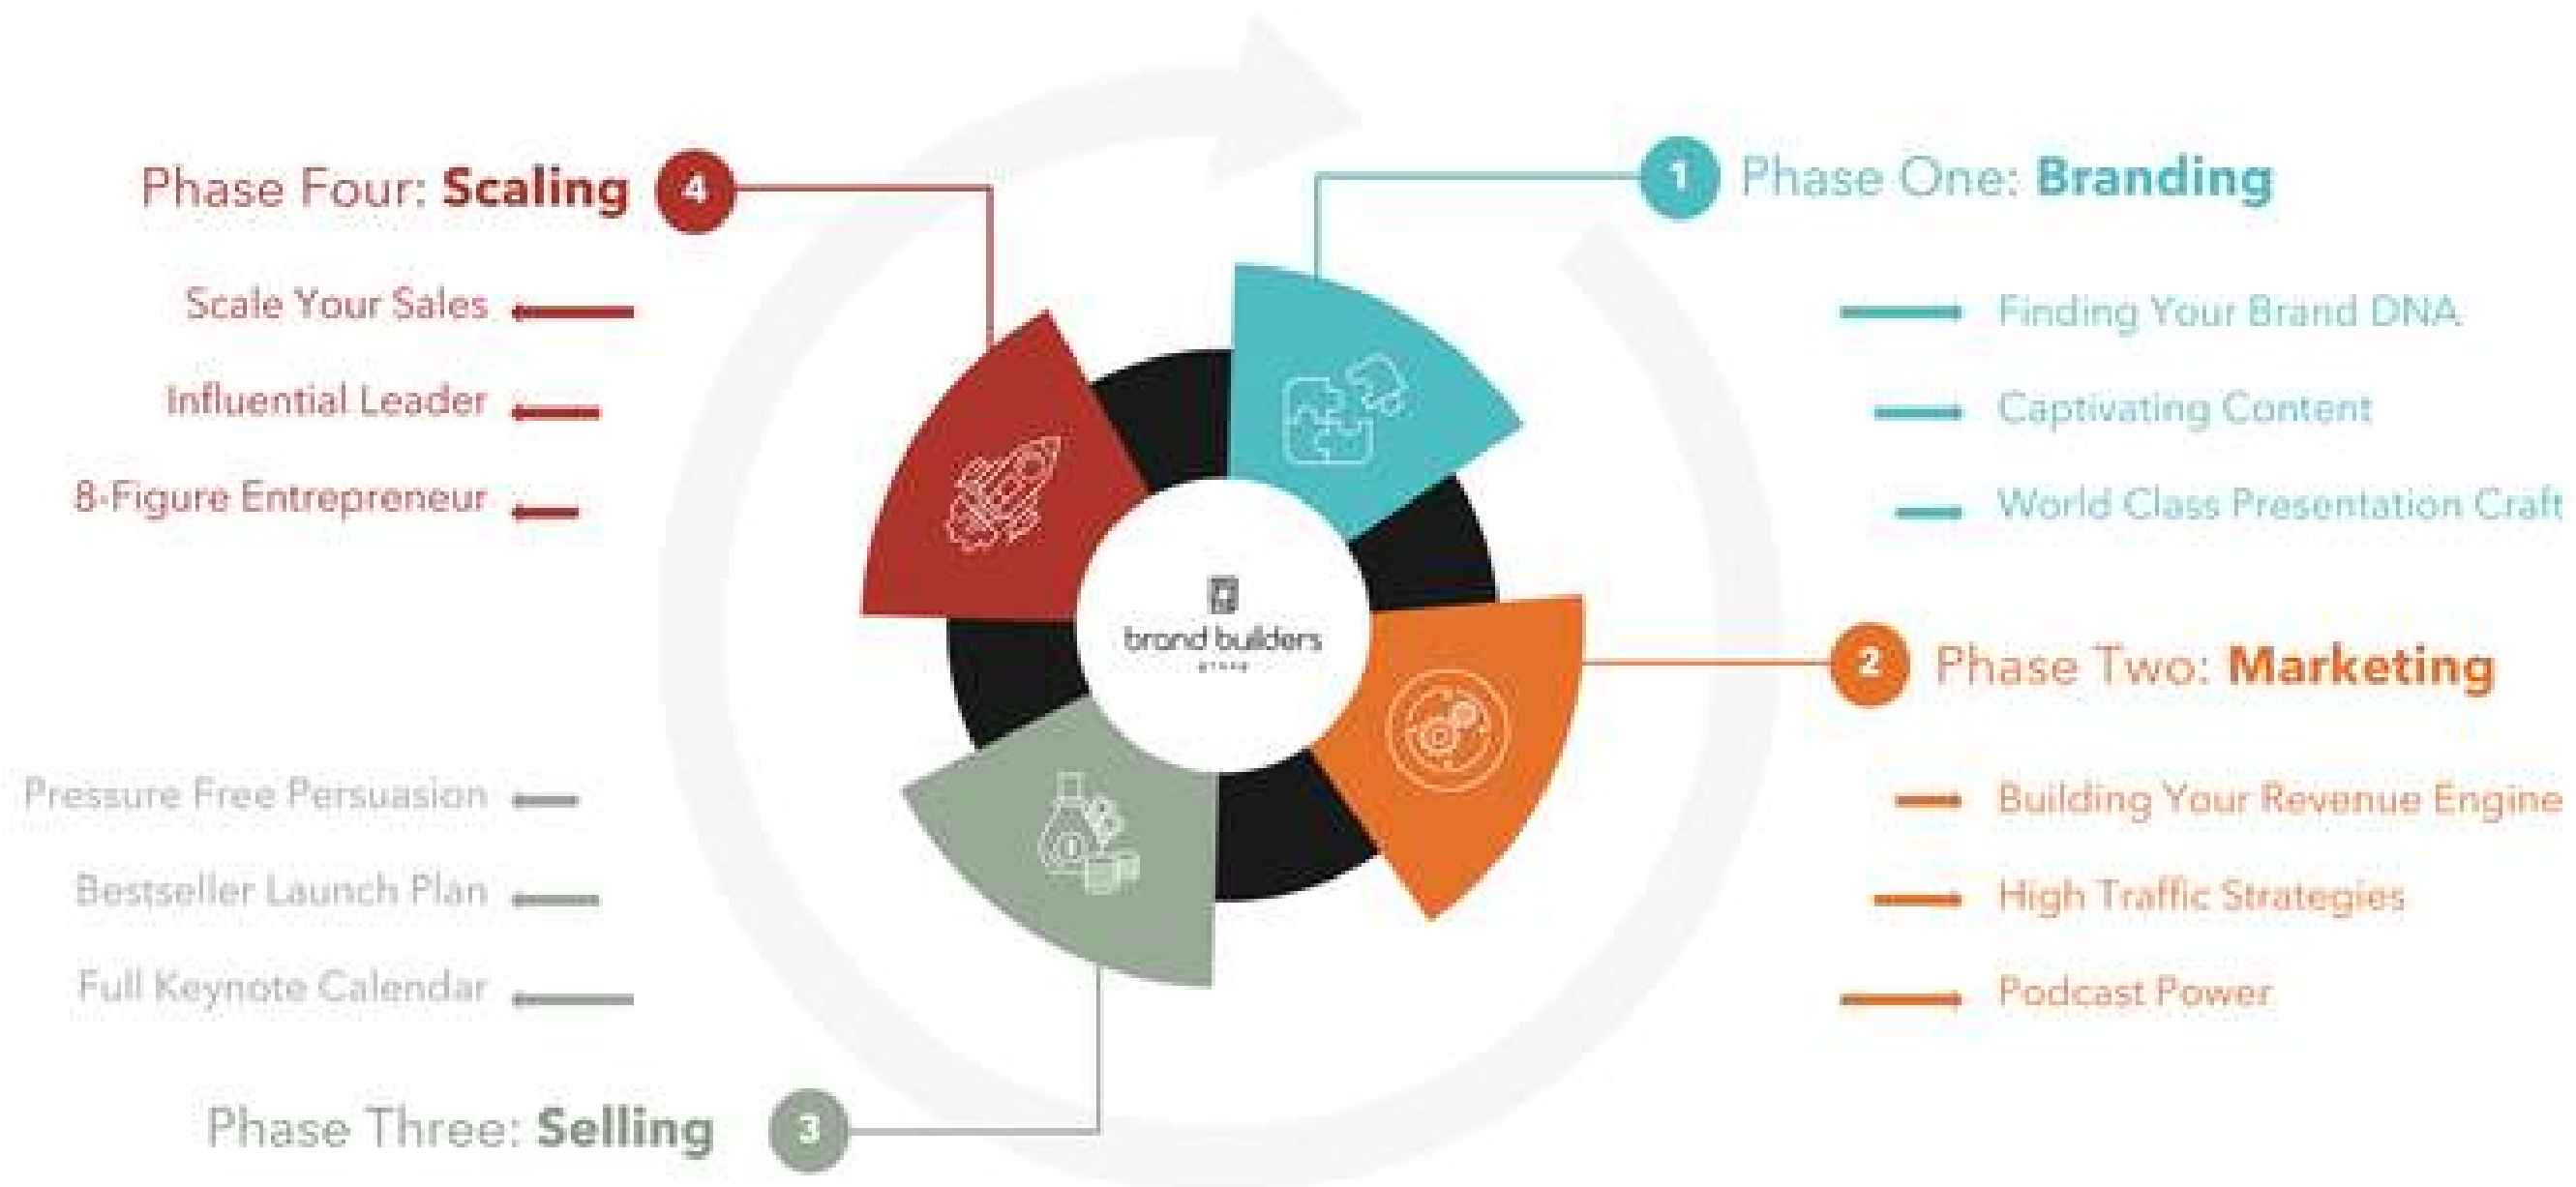 1 Phase One: Branding
Finding Your Brand DNA
Captivating Content
World Class Presentation Craft
2 Phase Two: Marketing
Building Your Revenue Engine
High Traffic Strategies
Podcast Power
Phase Three: Selling 3
Pressure Free Persuasion
Bestseller Launch Plan
Full Keynote Calendar
Phase Four: Scaling 4
Scale Your Sales
Influential Leader
8-Figure Entrepreneur
brand builders
group